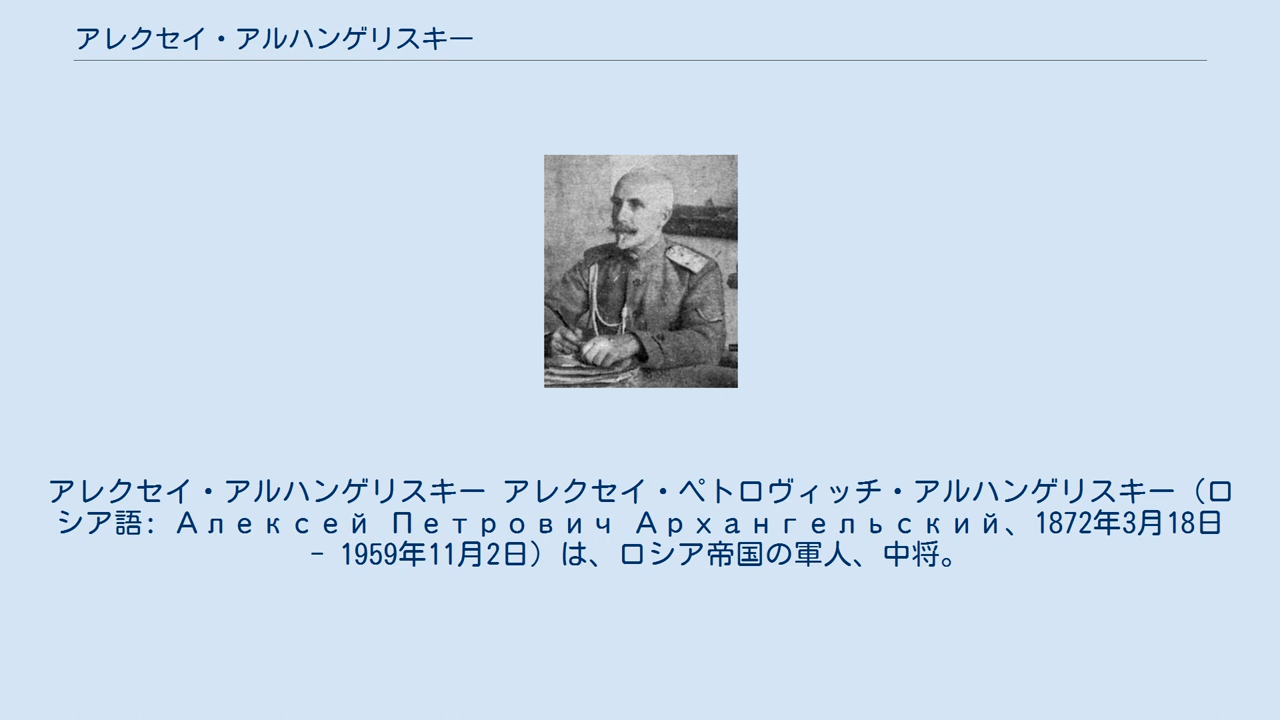 アレクセイ・アルハンゲリスキー
アレクセイ・アルハンゲリスキー アレクセイ・ペトロヴィッチ・アルハンゲリスキー（ロ
シア語: Алексей Петрович Архангельский、1872年3月18日
- 1959年11月2日）は、ロシア帝国の軍人、中将。